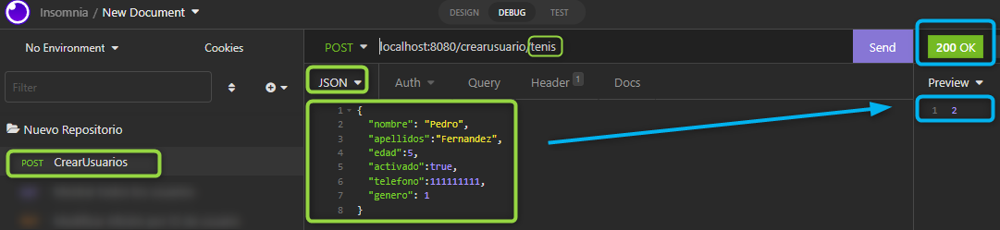 Insomnia / New Document
DESIGN DEBUG TEST
No Environment
Cookies
POST localhost:8080/crearusuario/tenis
Send
200 OK
Filter
JSON Auth Query Header 1 Docs
Preview
1 {
2 "nombre": "Pedro",
3 "apellidos":"Fernandez",
4 "edad":5,
5 "activado":true,
6 "telefono":111111111,
7 "genero": 1
8 }
1 2
Nuevo Repositorio
POST CrearUsuarios